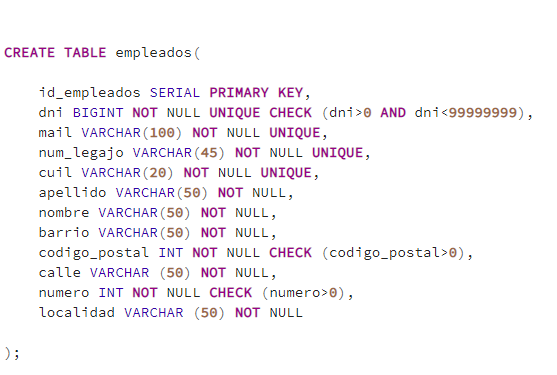 CREATE TABLE empleados(
id_empleados SERIAL PRIMARY KEY,
dni BIGINT NOT NULL UNIQUE CHECK (dni>0 AND dni<99999999),
mail VARCHAR(100) NOT NULL UNIQUE,
num_legajo VARCHAR(45) NOT NULL UNIQUE,
cuil VARCHAR(20) NOT NULL UNIQUE,
apellido VARCHAR(50) NOT NULL,
nombre VARCHAR(50) NOT NULL,
barrio VARCHAR(50) NOT NULL,
codigo_postal INT NOT NULL CHECK (codigo_postal>0),
calle VARCHAR (50) NOT NULL,
numero INT NOT NULL CHECK (numero>0),
localidad VARCHAR (50) NOT NULL
);